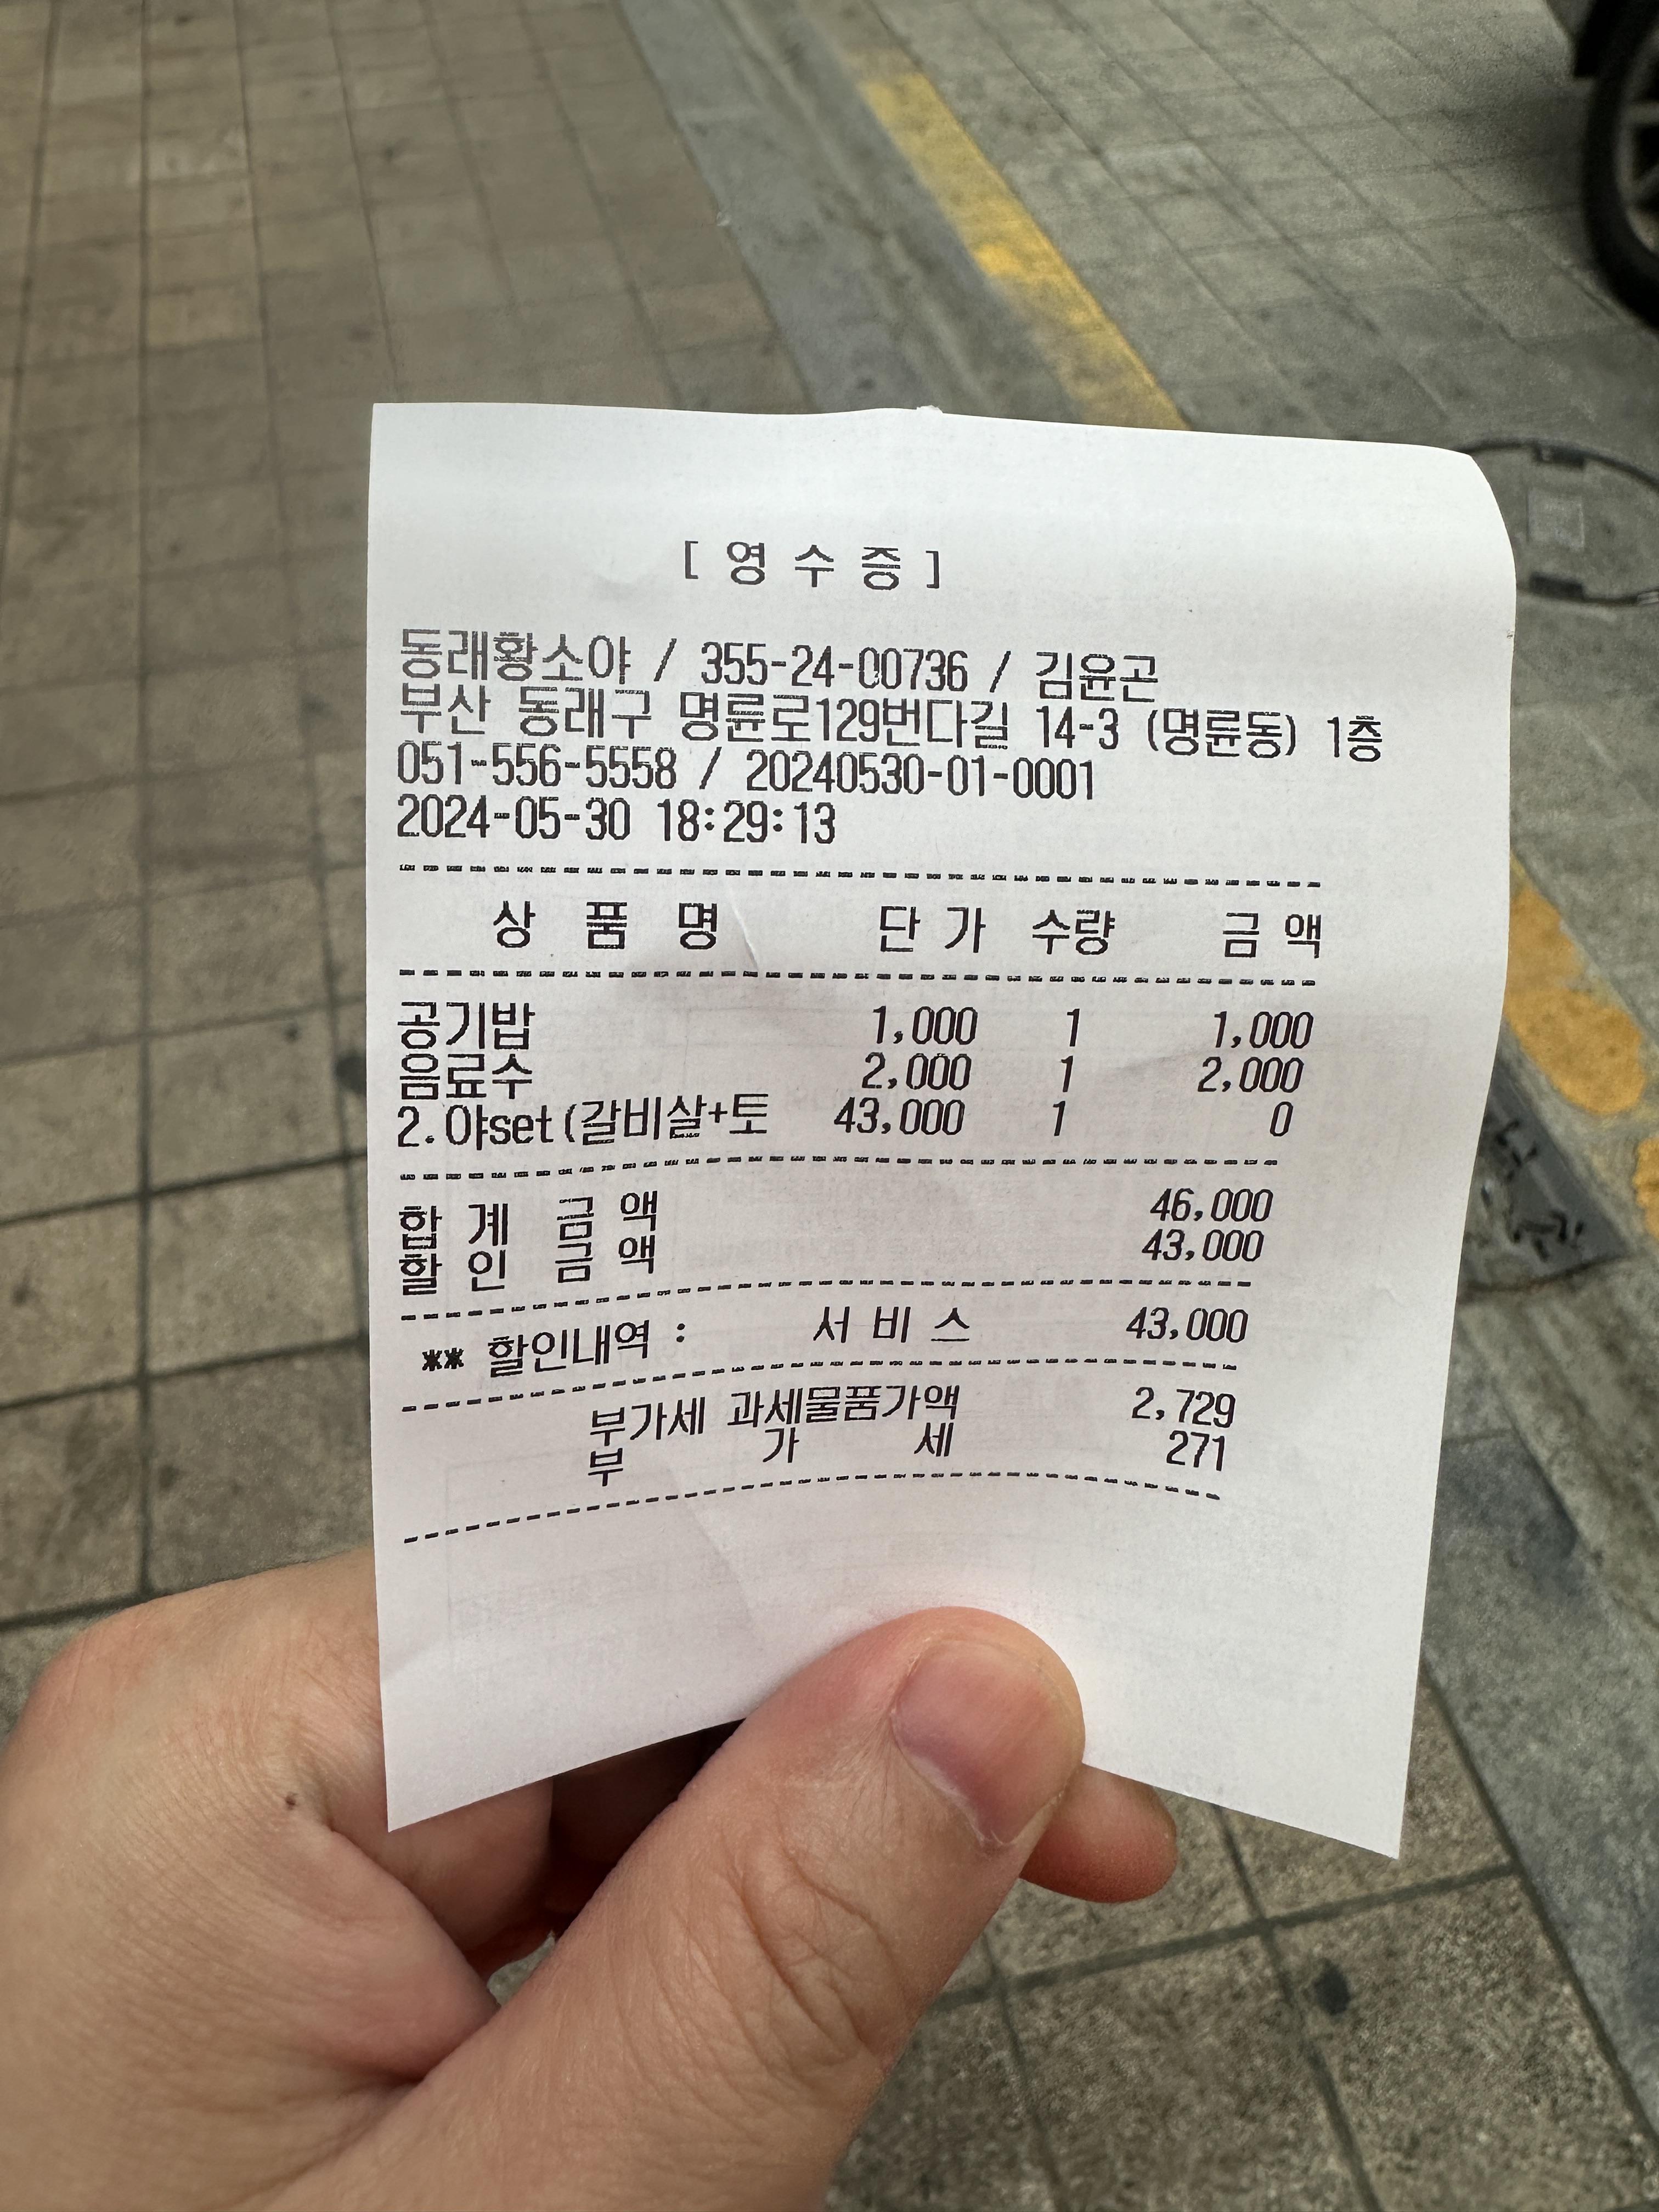 [ 영 수 증 ]
동래황소야 / 355-24-00736 / 김윤곤
부산 동래구 명륜로129번다길 14-3 (명륜동) 1층
051-556-5558 / 20240530-01-0001
2024-05-30 18:29:13
상 품 명 단 가 수량 금 액
공기밥 1,000 1 1,000
음료수 2,000 1 2,000
2.야set(갈비살+토 43,000 1 0
합 계 금 액 46,000
할 인 금 액 43,000
** 할인내역 : 서 비 스 43,000
부가세 과세물품가액 2,729
부 가 세 271